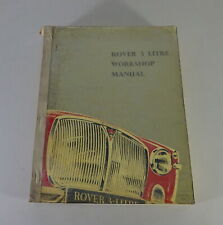 ROVER 3 LITRE
WORKSHOP
MANUAL
ROVER 3-LITRE